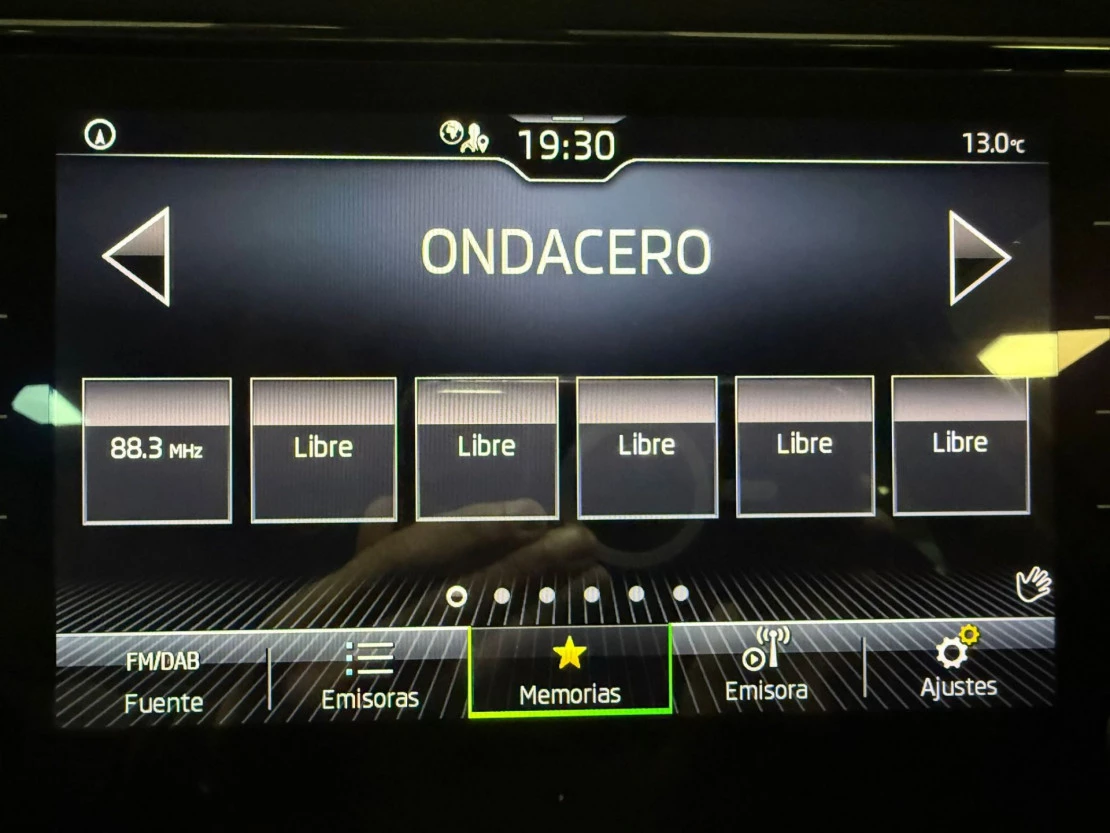 19:30
13.0°C
ONDACERO
88.3 MHz
Libre
Libre
Libre
Libre
Libre
FM/DAB
Fuente
Emisoras
Memorias
Emisora
Ajustes